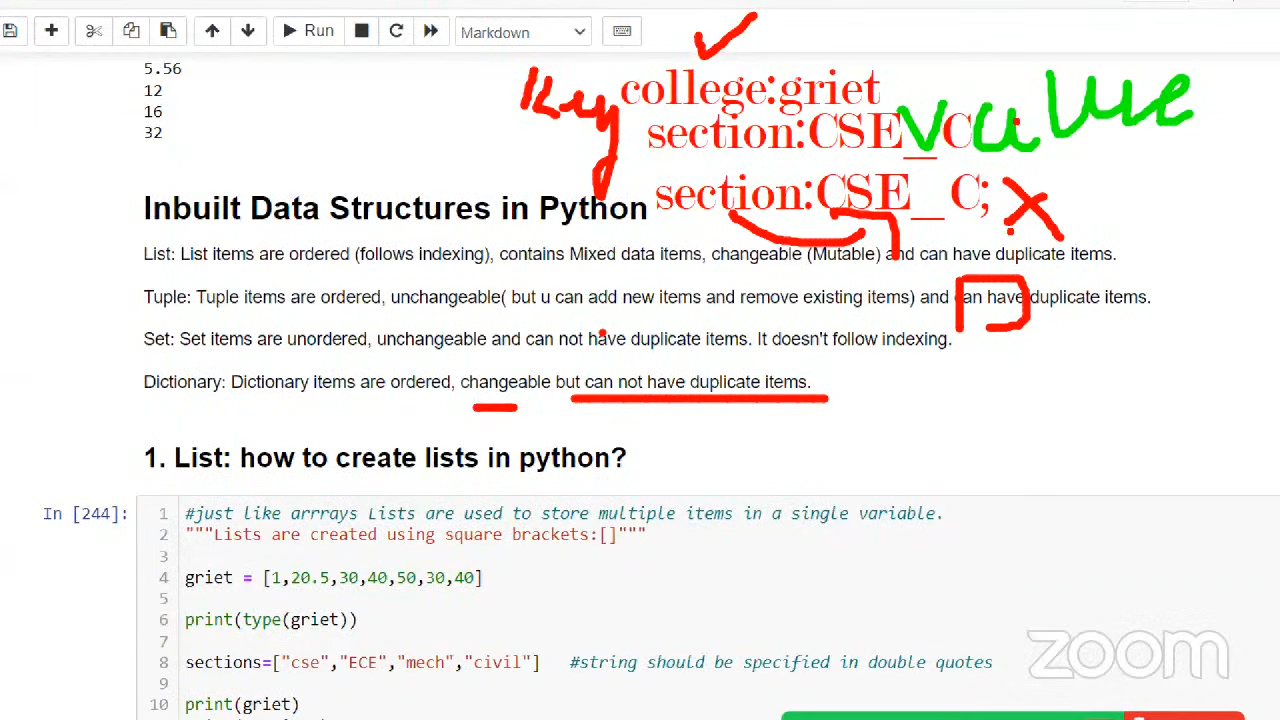 Run
Markdown
5.56
12
16
32
Key
college:griet
value
section:CSE_C
section:CSE_C;
Inbuilt Data Structures in Python
List: List items are ordered (follows indexing), contains Mixed data items, changeable (Mutable) and can have duplicate items.
Tuple: Tuple items are ordered, unchangeable( but u can add new items and remove existing items) and can have duplicate items.
Set: Set items are unordered, unchangeable and can not have duplicate items. It doesn't follow indexing.
Dictionary: Dictionary items are ordered, changeable but can not have duplicate items.
1. List: how to create lists in python?
In [244]:
1 #just like arrrays Lists are used to store multiple items in a single variable.
2 """Lists are created using square brackets:[]"""
3
4 griet = [1,20.5,30,40,50,30,40]
5
6 print(type(griet))
7
8 sections=["cse","ECE","mech","civil"]   #string should be specified in double quotes
9
10 print(griet)
zoom